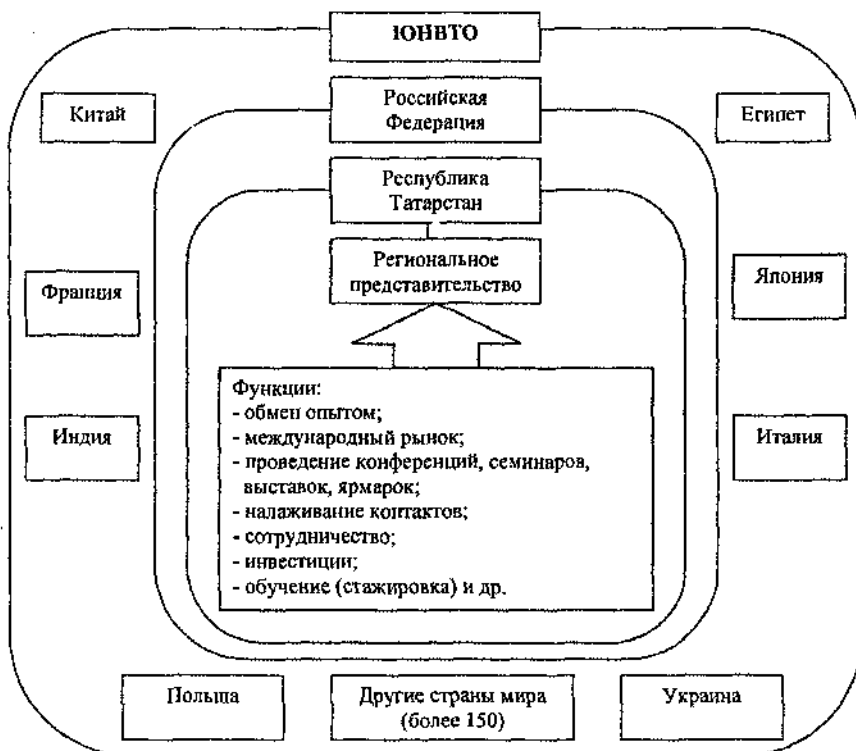 ЮНВТО
Российская
Федерация
Китай
Египет
Республика
Татарстан
Региональное
представительство
Франция
Япония
Функции:
- обмен опытом;
- международный рынок;
- проведение конференций, семинаров,
выставок, ярмарок;
- налаживание контактов;
- сотрудничество;
- инвестиции;
- обучение (стажировка) и др.
Индия
Италия
Польша
Другие страны мира
(более 150)
Украина